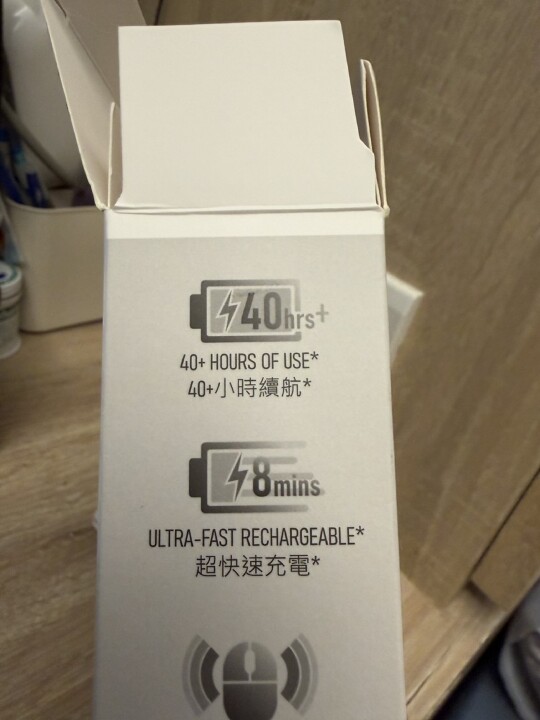 40hrs+
40+ HOURS OF USE*
40+小時續航*
8mins
ULTRA-FAST RECHARGEABLE*
超快速充電*